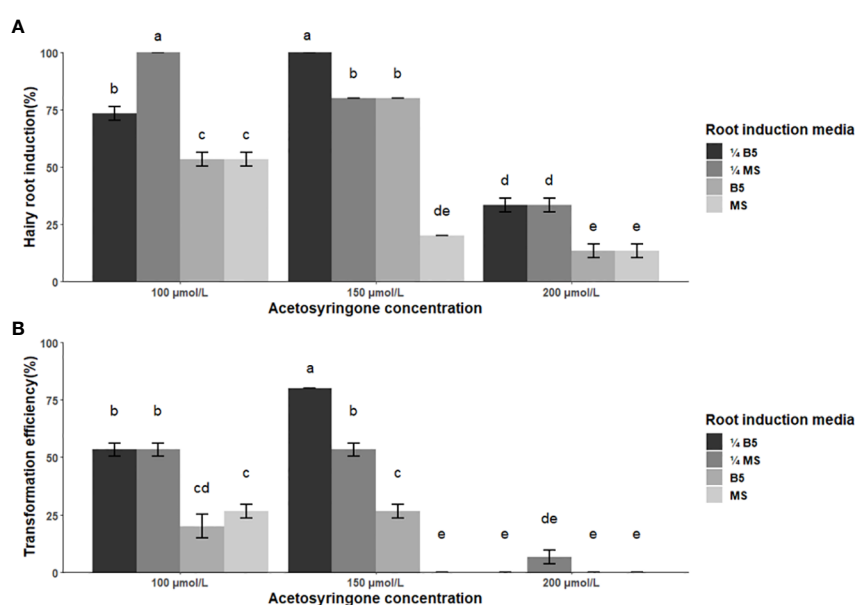 A
a
a
100
b
b
b
75
c
c
Hairy root induction(%)
50
de
d
d
25
e
e
0
100 µmol/L
150 µmol/L
200 µmol/L
Acetosyringone concentration
Root induction media
¼ B5
¼ MS
B5
MS
B
100
a
75
b
b
b
Transformation efficiency(%)
50
cd
c
c
25
e
e
de
e
e
0
100 µmol/L
150 µmol/L
200 µmol/L
Acetosyringone concentration
Root induction media
¼ B5
¼ MS
B5
MS